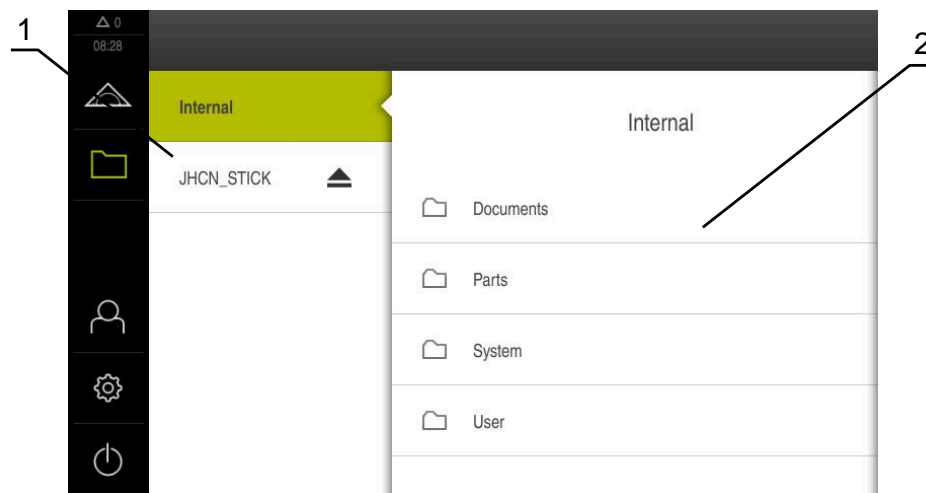 1
0
08:28
2
Internal
Internal
JHCN_STICK
Documents
Parts
System
User